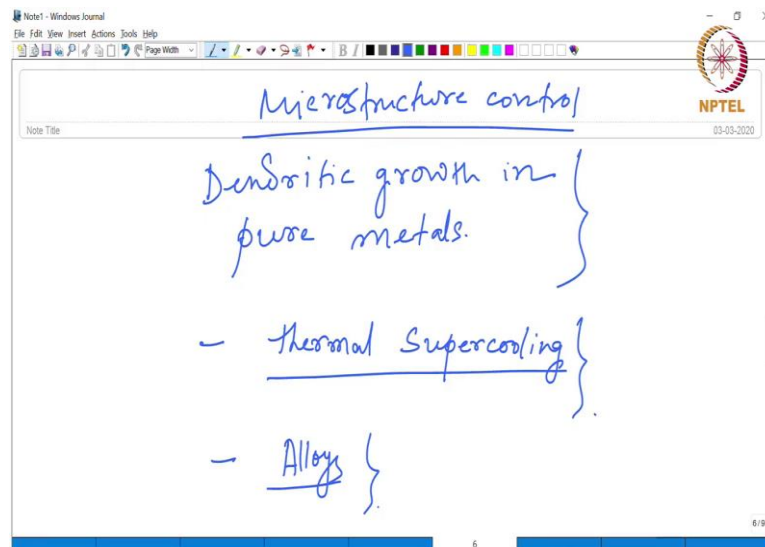 Note1 - Windows Journal
File Edit View Insert Actions Tools Help
Page Width
B I
NPTEL
Note Title
03-03-2020
Microstructure control
Dendritic growth in
pure metals.
- thermal Supercooling
- Alloys
6/9
6